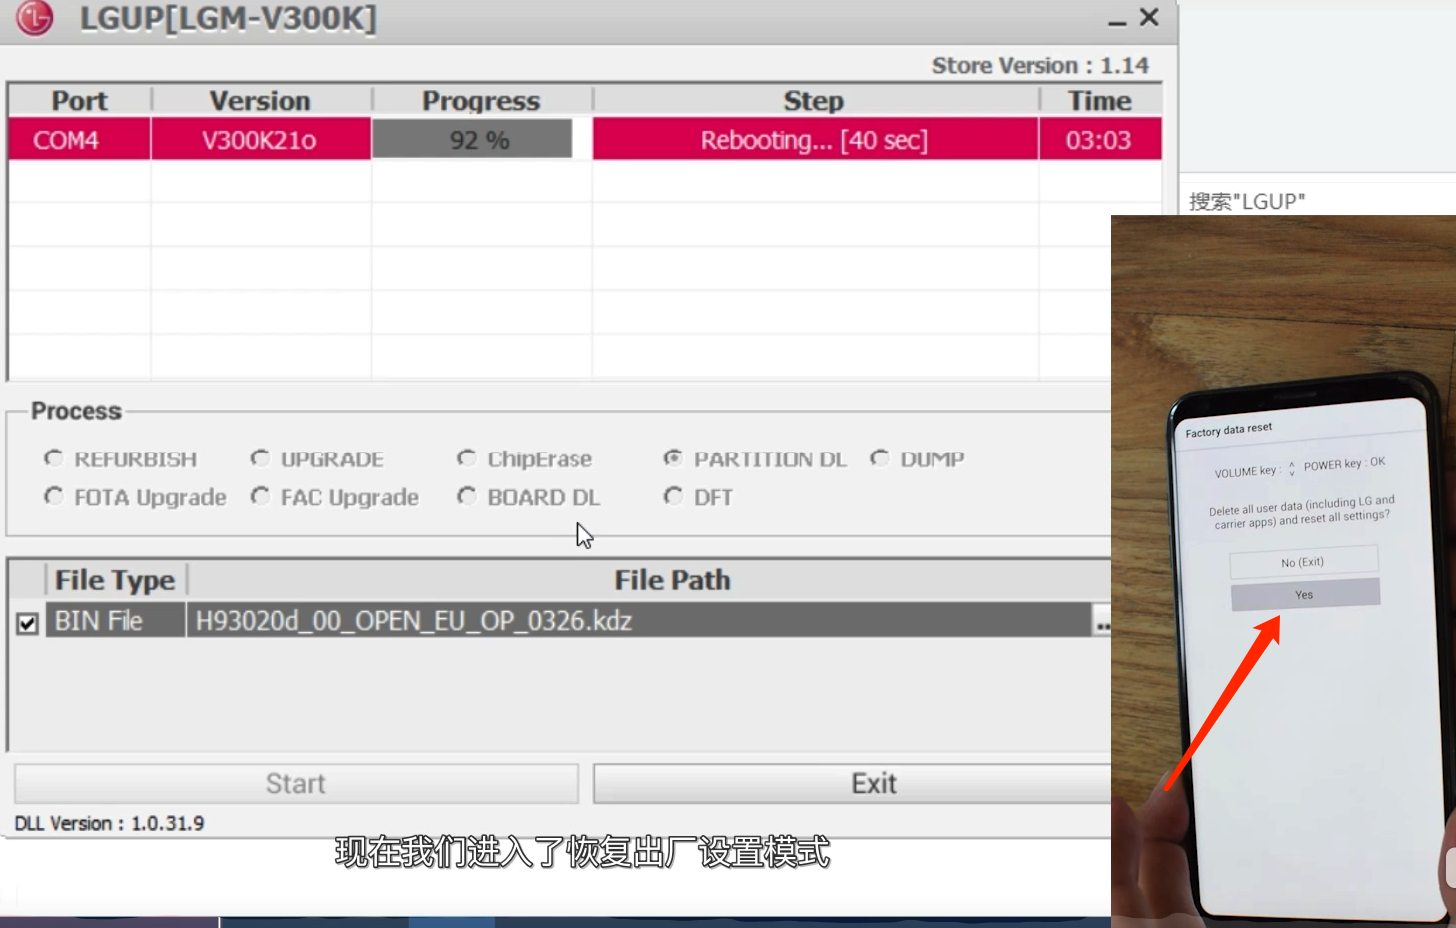 LGUP[LGM-V300K]
Store Version : 1.14
Port Version Progress Step Time
COM4 V300K21o 92 % Rebooting... [40 sec] 03:03
搜索"LGUP"
Process
REFURBISH UPGRADE ChipErase PARTITION DL DUMP
FOTA Upgrade FAC Upgrade BOARD DL DFT
File Type File Path
BIN File H93020d_00_OPEN_EU_OP_0326.kdz ..
Start Exit
DLL Version : 1.0.31.9
现在我们进入了恢复出厂设置模式
Factory data reset
VOLUME key : POWER key : OK
Delete all user data (including LG and
carrier apps) and reset all settings?
No (Exit)
Yes